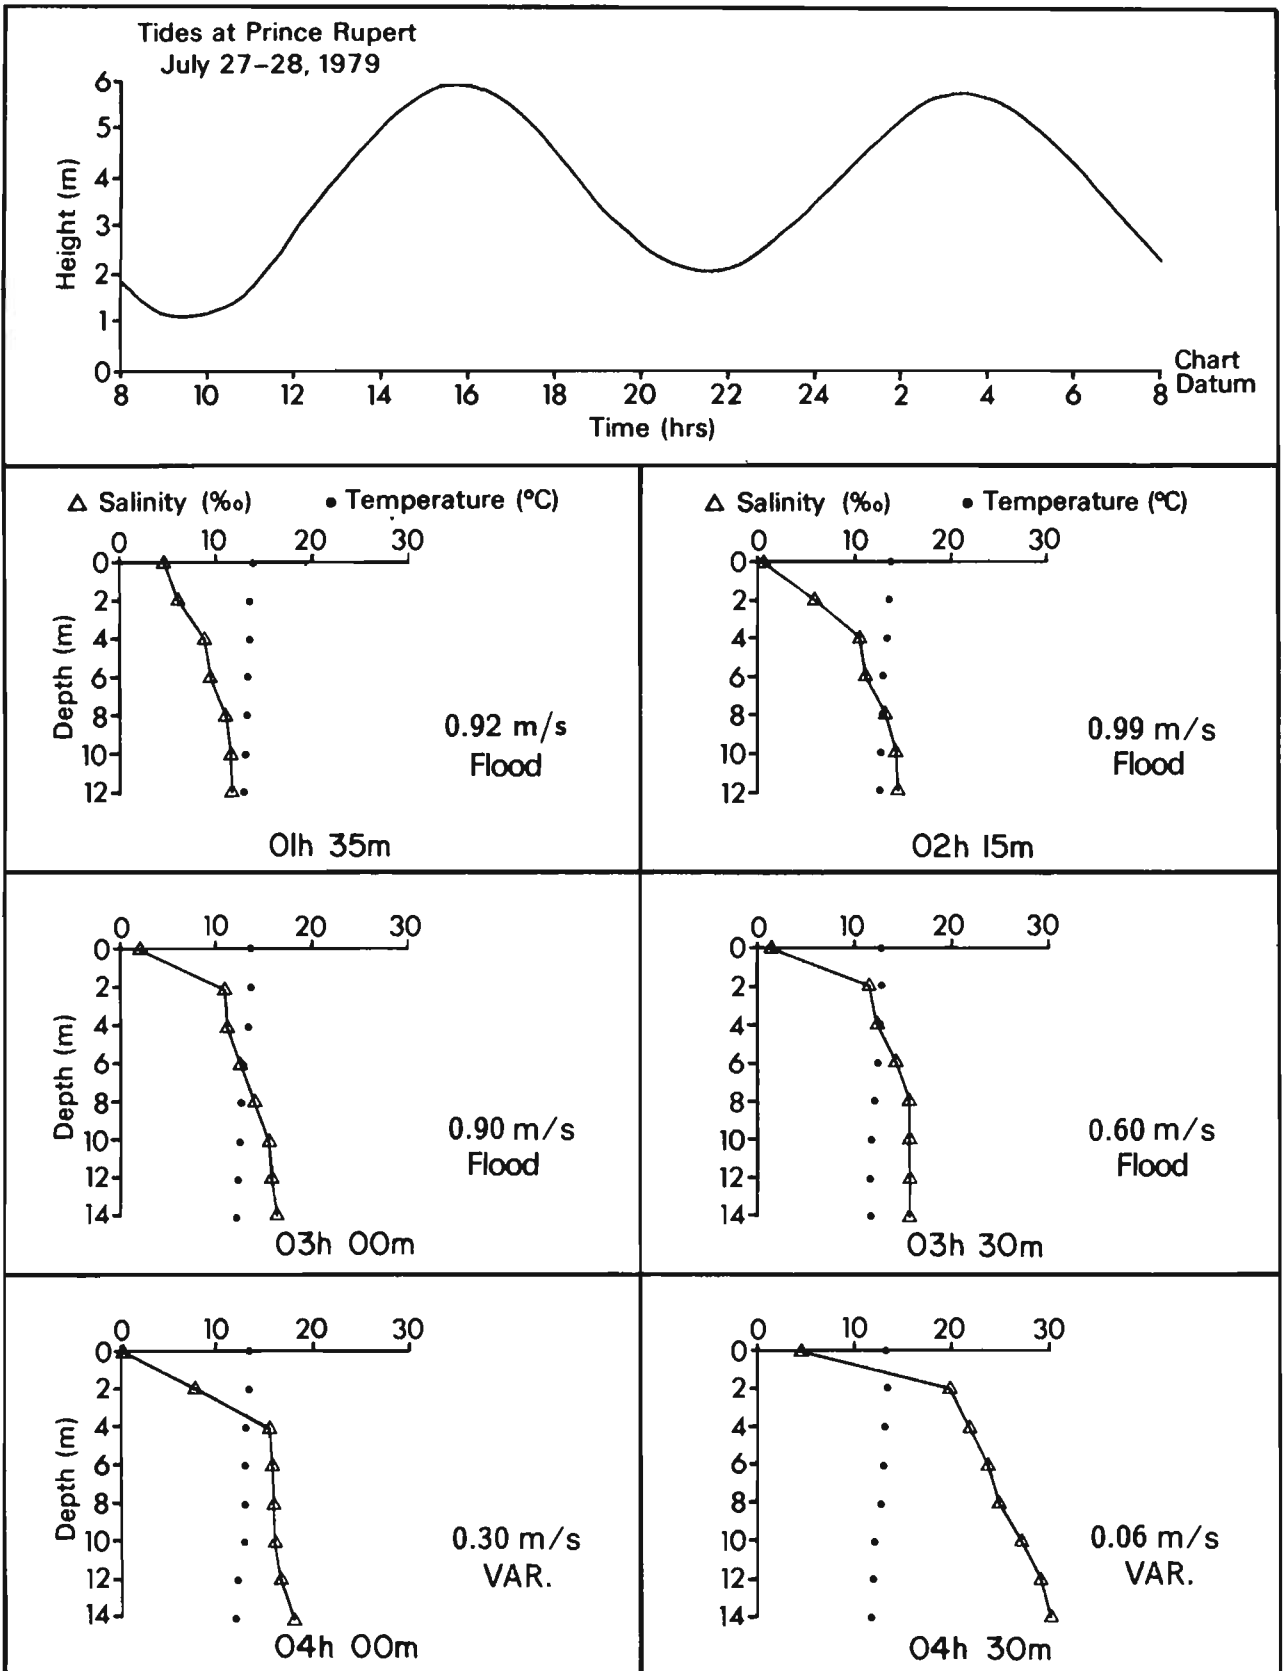 Tides at Prince Rupert
July 27–28, 1979
Height (m)
6
5
4
3
2
1
0
8 10 12 14 16 18 20 22 24 2 4 6 8
Chart
Datum
Time (hrs)
△ Salinity (‰) • Temperature (°C)
0 10 20 30
Depth (m)
0
2
4
6
8
10
12
0.92 m/s
Flood
01h 35m
△ Salinity (‰) • Temperature (°C)
0 10 20 30
0
2
4
6
8
10
12
0.99 m/s
Flood
02h 15m
0 10 20 30
Depth (m)
0
2
4
6
8
10
12
14
0.90 m/s
Flood
03h 00m
0 10 20 30
0
2
4
6
8
10
12
14
0.60 m/s
Flood
03h 30m
0 10 20 30
Depth (m)
0
2
4
6
8
10
12
14
0.30 m/s
VAR.
04h 00m
0 10 20 30
0
2
4
6
8
10
12
14
0.06 m/s
VAR.
04h 30m